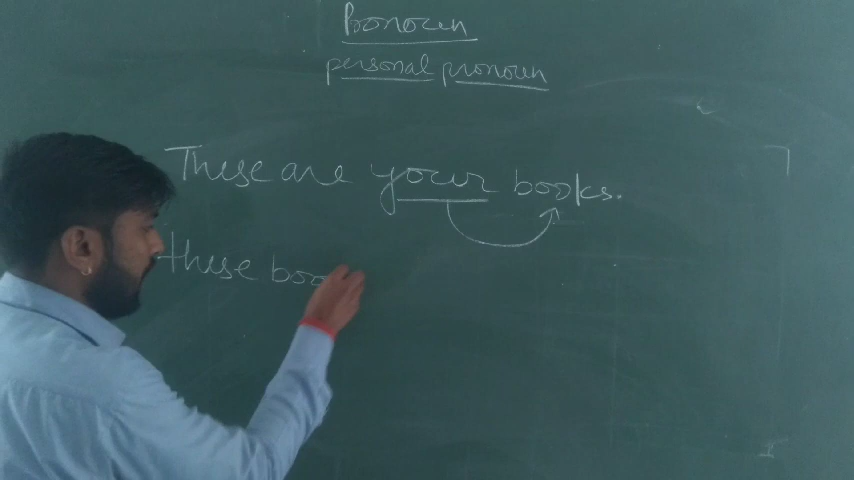 Pronoun
personal pronoun
These are your books.
these boo